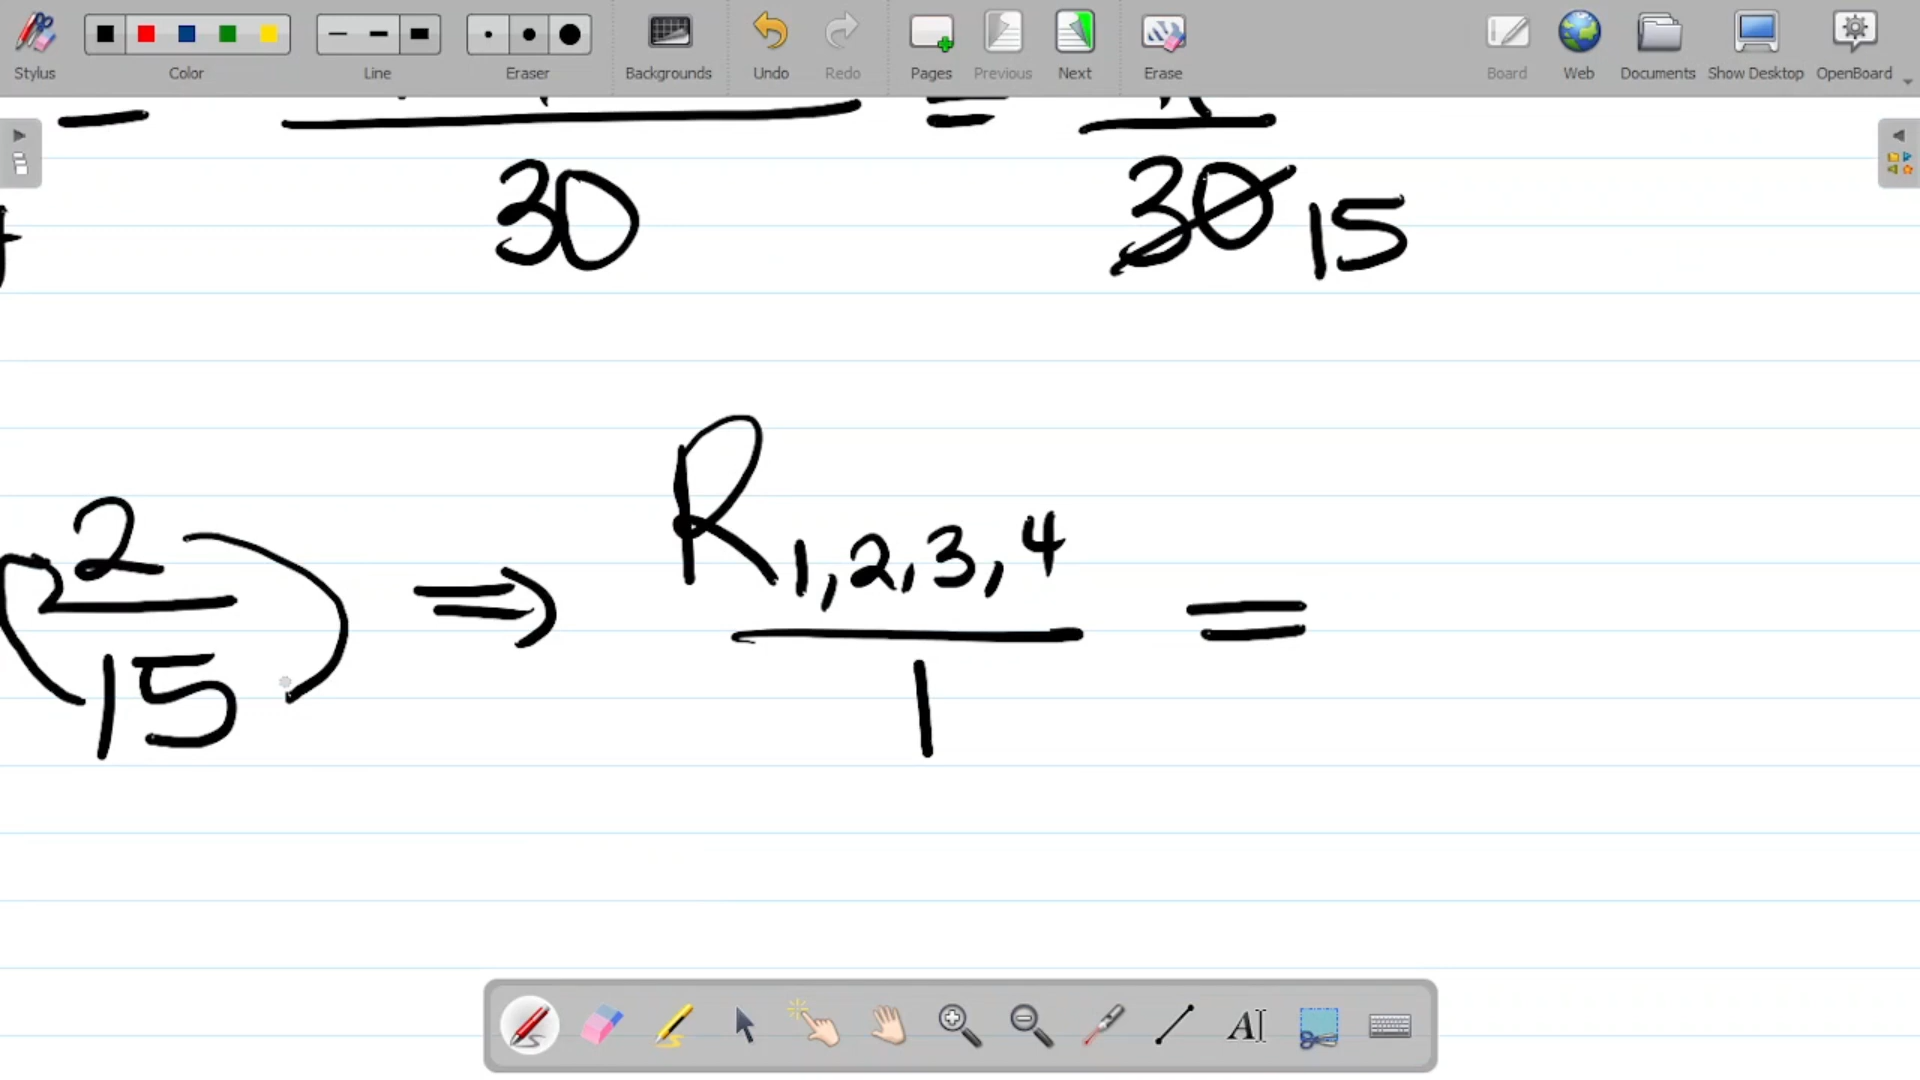 Stylus Color Line Eraser Backgrounds Undo Redo Pages Previous Next Erase Board Web Documents Show Desktop OpenBoard
= =
30 30 15
2/15 ⇒ R1,2,3,4/1 =